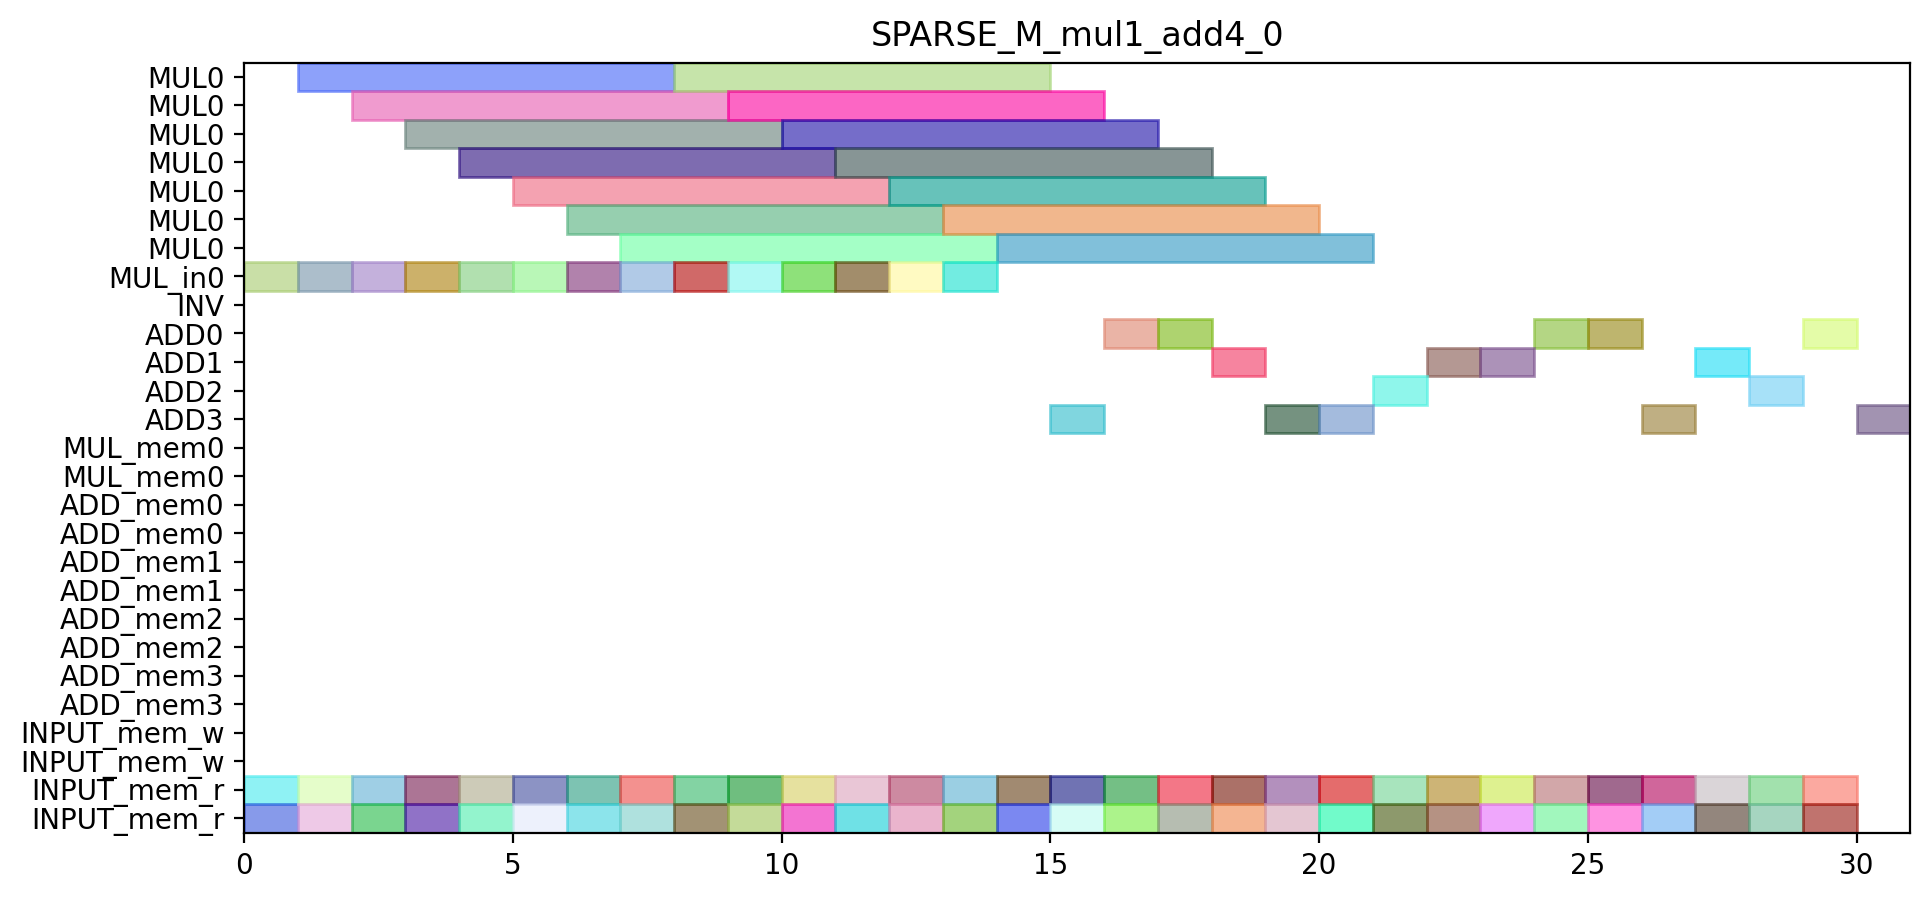 SPARSE_M_mul1_add4_0
MUL0
MUL0
MUL0
MUL0
MUL0
MUL0
MUL0
MUL_in0
INV
ADD0
ADD1
ADD2
ADD3
MUL_mem0
MUL_mem0
ADD_mem0
ADD_mem0
ADD_mem1
ADD_mem1
ADD_mem2
ADD_mem2
ADD_mem3
ADD_mem3
INPUT_mem_w
INPUT_mem_w
INPUT_mem_r
INPUT_mem_r
0 5 10 15 20 25 30